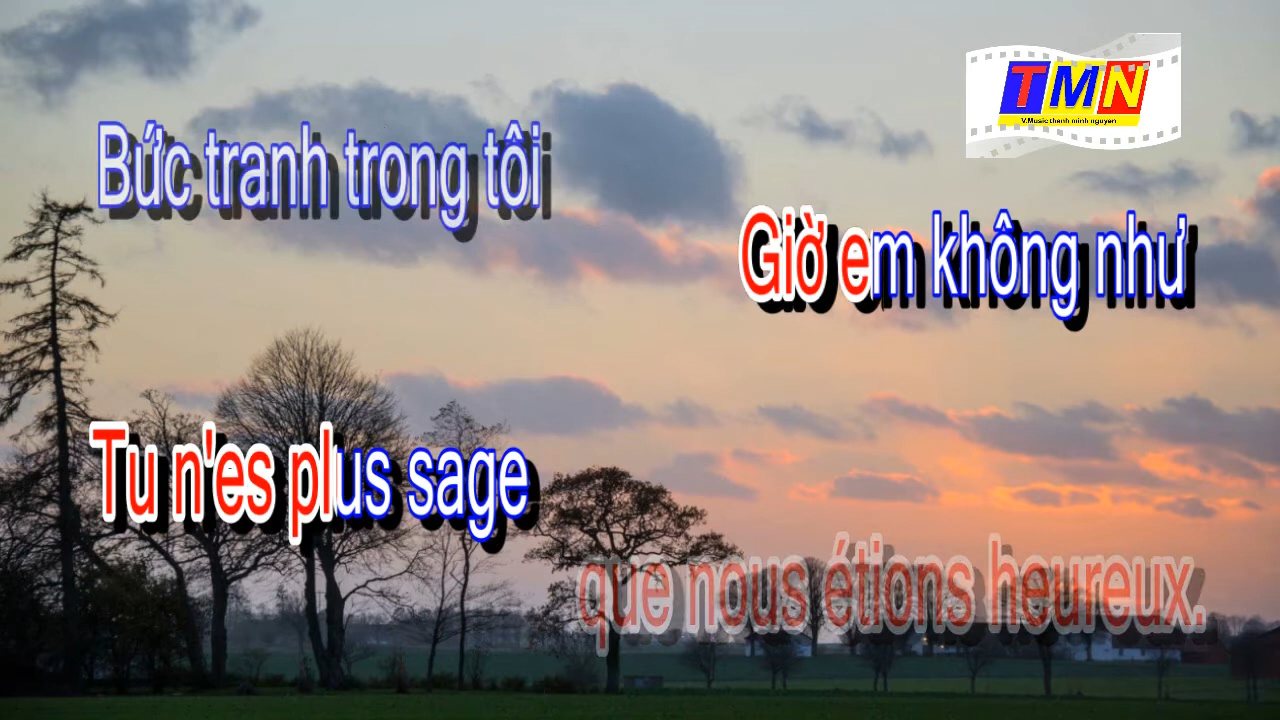 TMN
V.Music thanh minh nguyen
Bức tranh trong tôi
Giờ em không như
Tu n'es plus sage
que nous étions heureux.